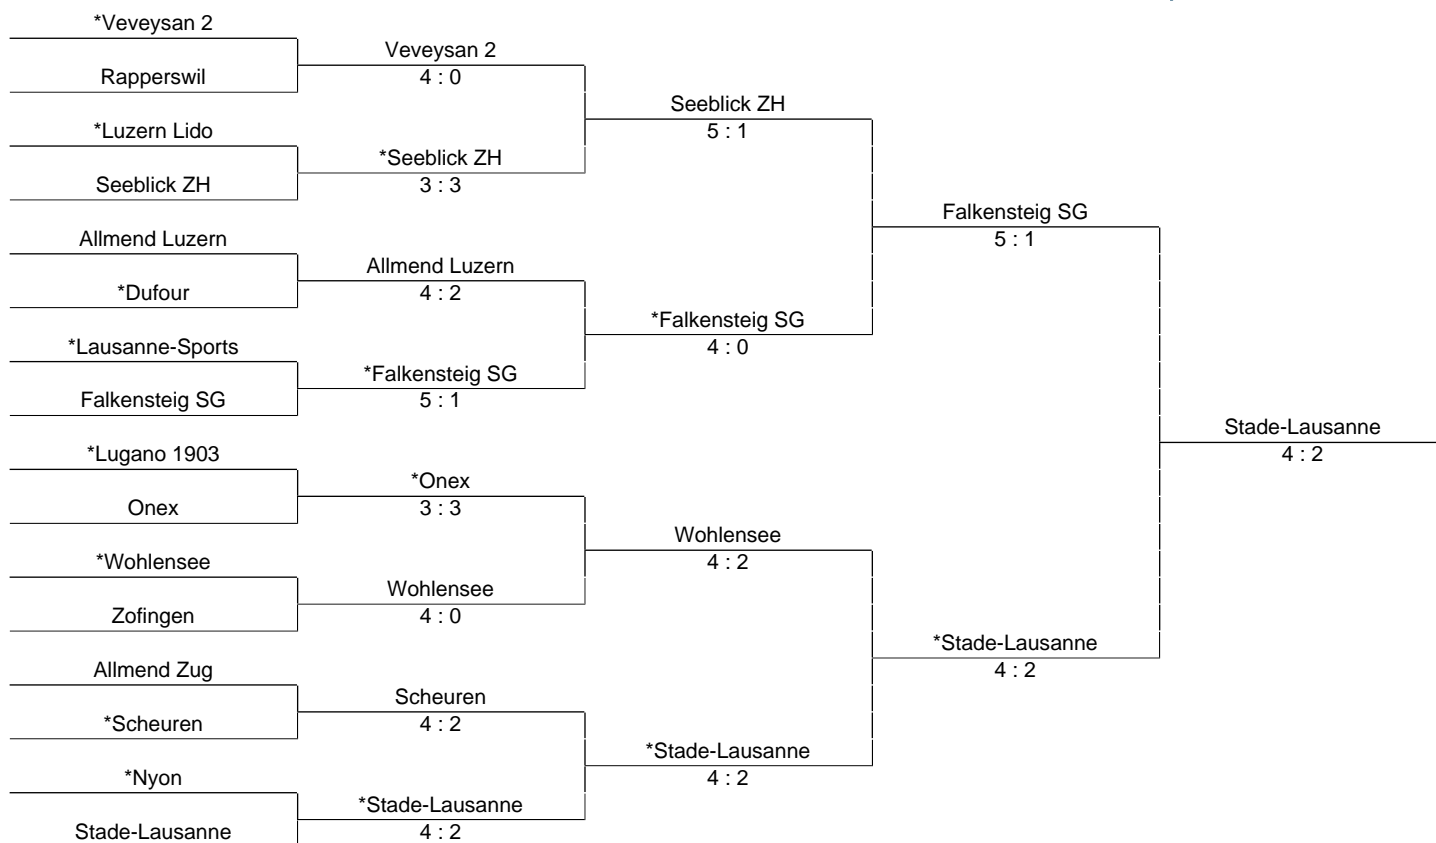 *Veveysan 2
Rapperswil
*Luzern Lido
Seeblick ZH
Allmend Luzern
*Dufour
*Lausanne-Sports
Falkensteig SG
*Lugano 1903
Onex
*Wohlensee
Zofingen
Allmend Zug
*Scheuren
*Nyon
Stade-Lausanne
Veveysan 2
4 : 0
*Seeblick ZH
3 : 3
Allmend Luzern
4 : 2
*Falkensteig SG
5 : 1
*Onex
3 : 3
Wohlensee
4 : 0
Scheuren
4 : 2
*Stade-Lausanne
4 : 2
Seeblick ZH
5 : 1
*Falkensteig SG
4 : 0
Wohlensee
4 : 2
*Stade-Lausanne
4 : 2
Falkensteig SG
5 : 1
*Stade-Lausanne
4 : 2
Stade-Lausanne
4 : 2